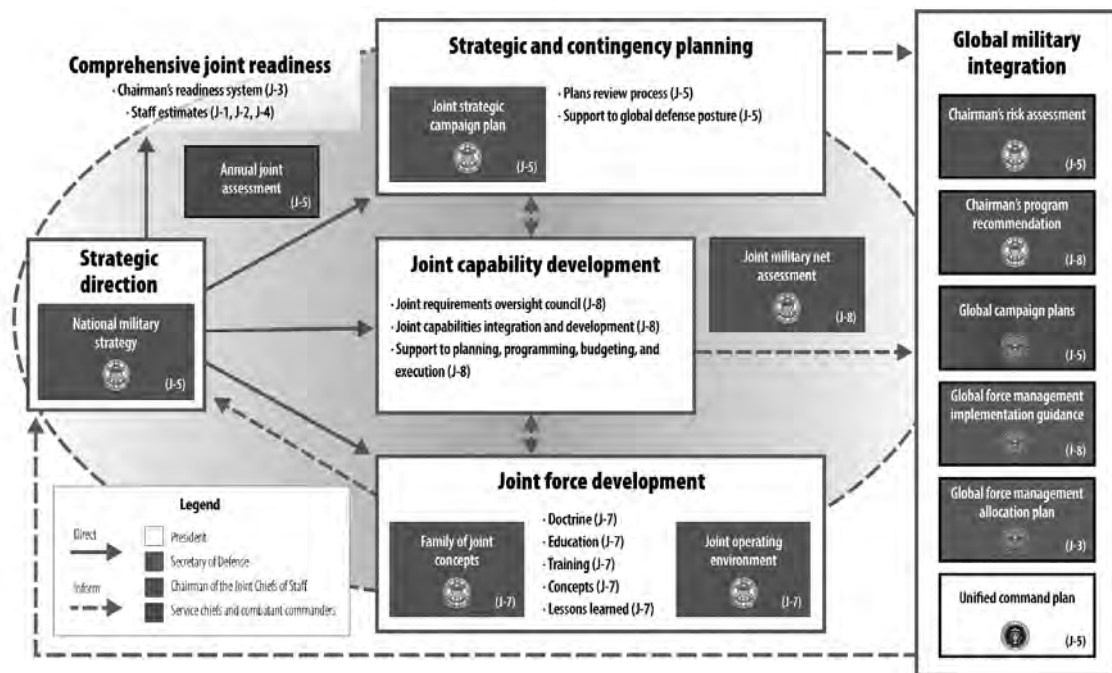 Comprehensive joint readiness
· Chairman's readiness system (J-3)
· Staff estimates (J-1, J-2, J-4)
Annual joint
assessment
(J-5)
Strategic
direction
National military
strategy
(J-5)
Strategic and contingency planning
Joint strategic
campaign plan
(J-5)
· Plans review process (J-5)
· Support to global defense posture (J-5)
Joint capability development
· Joint requirements oversight council (J-8)
· Joint capabilities integration and development (J-8)
· Support to planning, programming, budgeting, and
execution (J-8)
Joint military net
assessment
(J-8)
Joint force development
Family of joint
concepts
(J-7)
· Doctrine (J-7)
· Education (J-7)
· Training (J-7)
· Concepts (J-7)
· Lessons learned (J-7)
Joint operating
environment
(J-7)
Legend
Direct
Inform
President
Secretary of Defense
Chairman of the Joint Chiefs of Staff
Service chiefs and combatant commanders
Global military
integration
Chairman's risk assessment
(J-5)
Chairman's program
recommendation
(J-8)
Global campaign plans
(J-5)
Global force management
implementation guidance
(J-8)
Global force management
allocation plan
(J-3)
Unified command plan
(J-5)